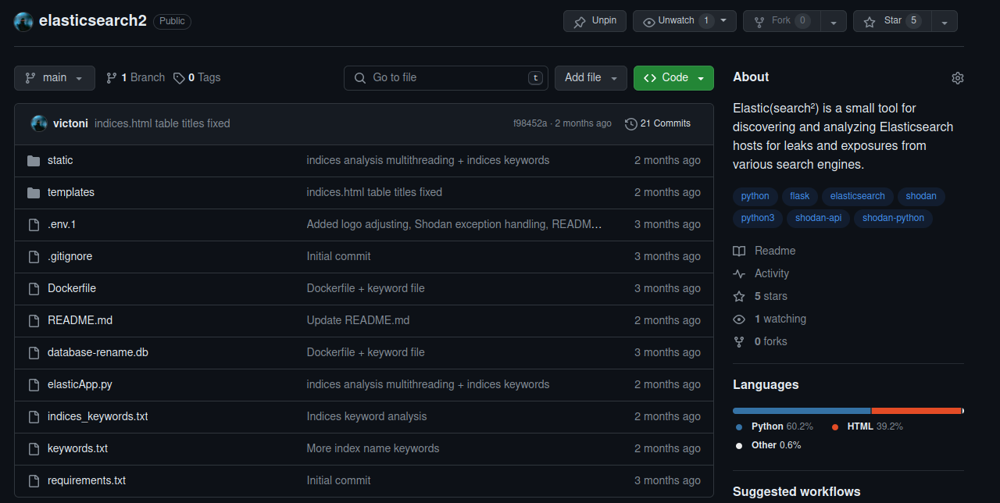 elasticsearch2 Public Unpin Unwatch 1 Fork 0 Star 5
main 1 Branch 0 Tags Go to file t Add file Code
victoni indices.html table titles fixed f98452a · 2 months ago 21 Commits
static indices analysis multithreading + indices keywords 2 months ago
templates indices.html table titles fixed 2 months ago
.env.1 Added logo adjusting, Shodan exception handling, READM... 3 months ago
.gitignore Initial commit 3 months ago
Dockerfile Dockerfile + keyword file 3 months ago
README.md Update README.md 2 months ago
database-rename.db Dockerfile + keyword file 3 months ago
elasticApp.py indices analysis multithreading + indices keywords 2 months ago
indices_keywords.txt Indices keyword analysis 2 months ago
keywords.txt More index name keywords 2 months ago
requirements.txt Initial commit 3 months ago
About
Elastic(search²) is a small tool for
discovering and analyzing Elasticsearch
hosts for leaks and exposures from
various search engines.
python flask elasticsearch shodan
python3 shodan-api shodan-python
Readme
Activity
5 stars
1 watching
0 forks
Languages
Python 60.2% HTML 39.2%
Other 0.6%
Suggested workflows